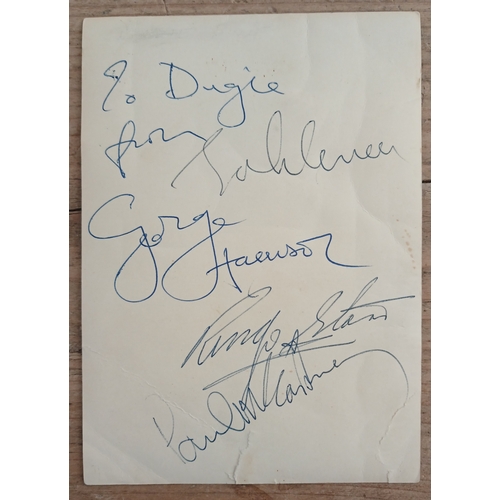 To Dugie
from
John Lennon
George
Harrison
Ringo Starr
Paul McCartney